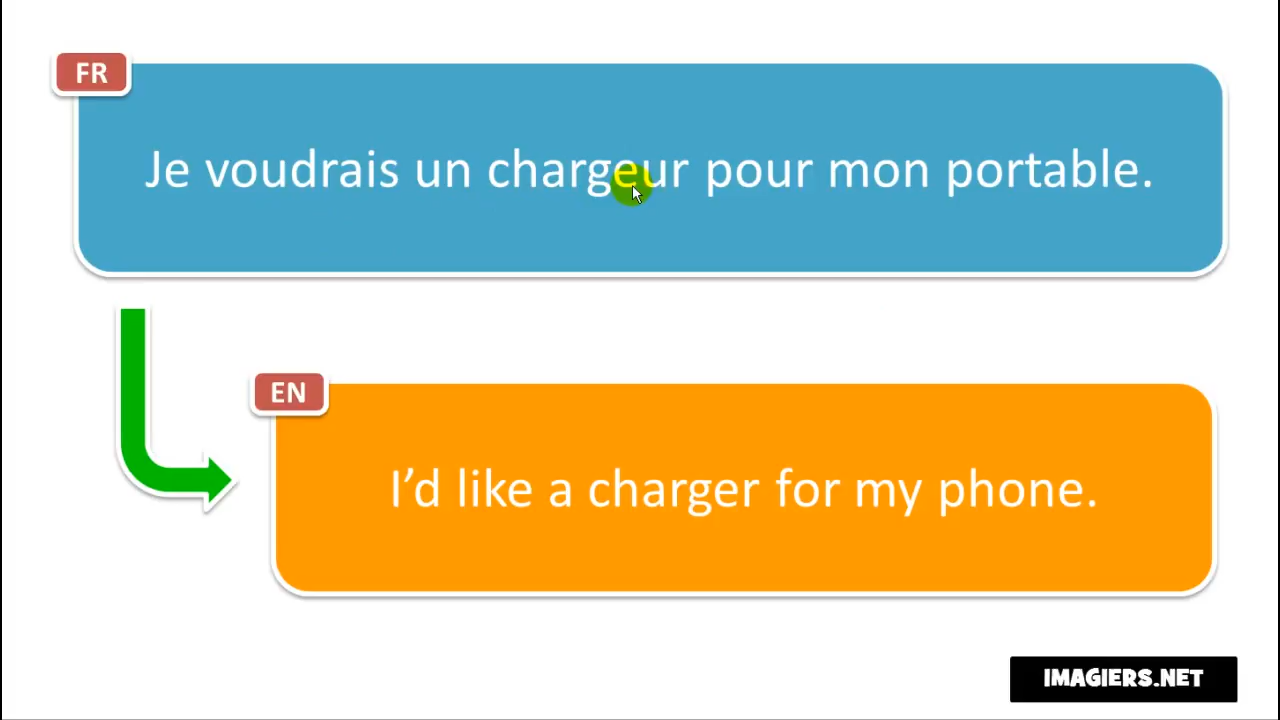 FR
Je voudrais un chargeur pour mon portable.
EN
I’d like a charger for my phone.
IMAGIERS.NET